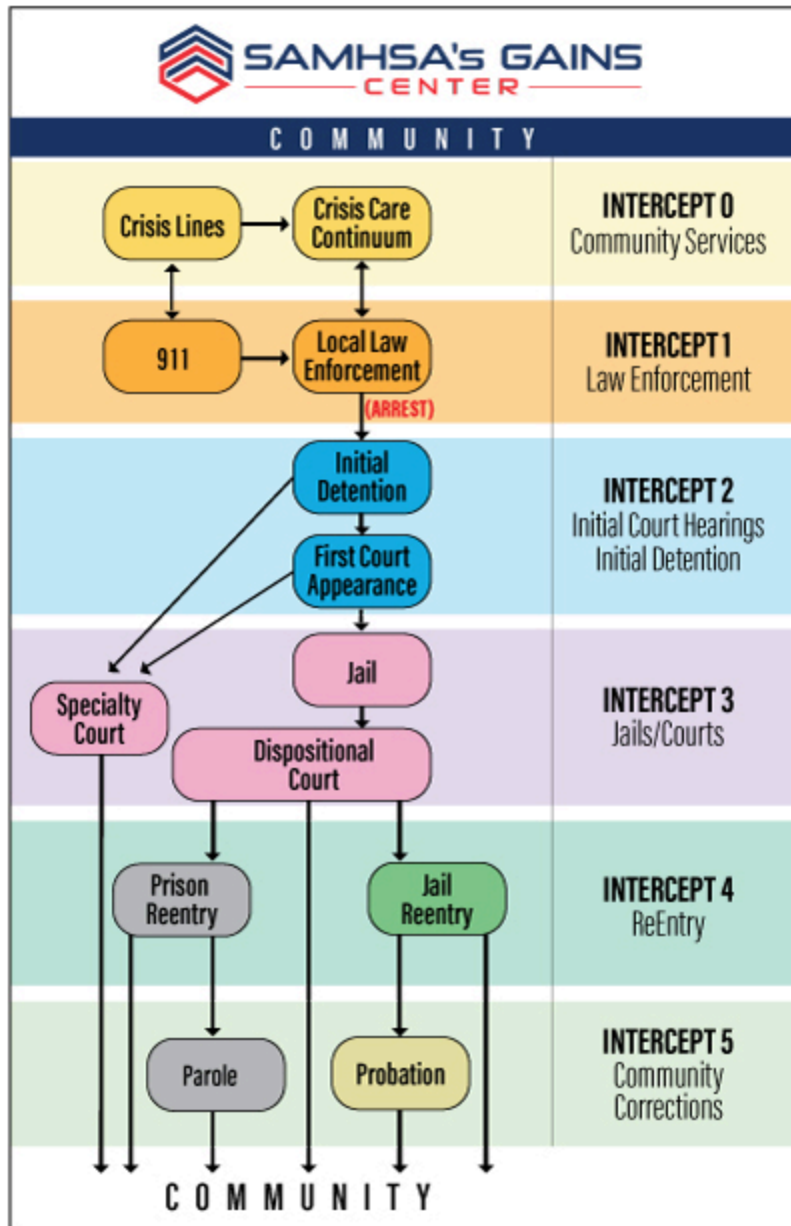 SAMHSA's GAINS
CENTER
COMMUNITY
Crisis Lines
Crisis Care
Continuum
INTERCEPT 0
Community Services
911
Local Law
Enforcement
(ARREST)
INTERCEPT 1
Law Enforcement
Initial
Detention
First Court
Appearance
INTERCEPT 2
Initial Court Hearings
Initial Detention
Jail
Specialty
Court
Dispositional
Court
INTERCEPT 3
Jails/Courts
Prison
Reentry
Jail
Reentry
INTERCEPT 4
ReEntry
Parole
Probation
INTERCEPT 5
Community
Corrections
COMMUNITY